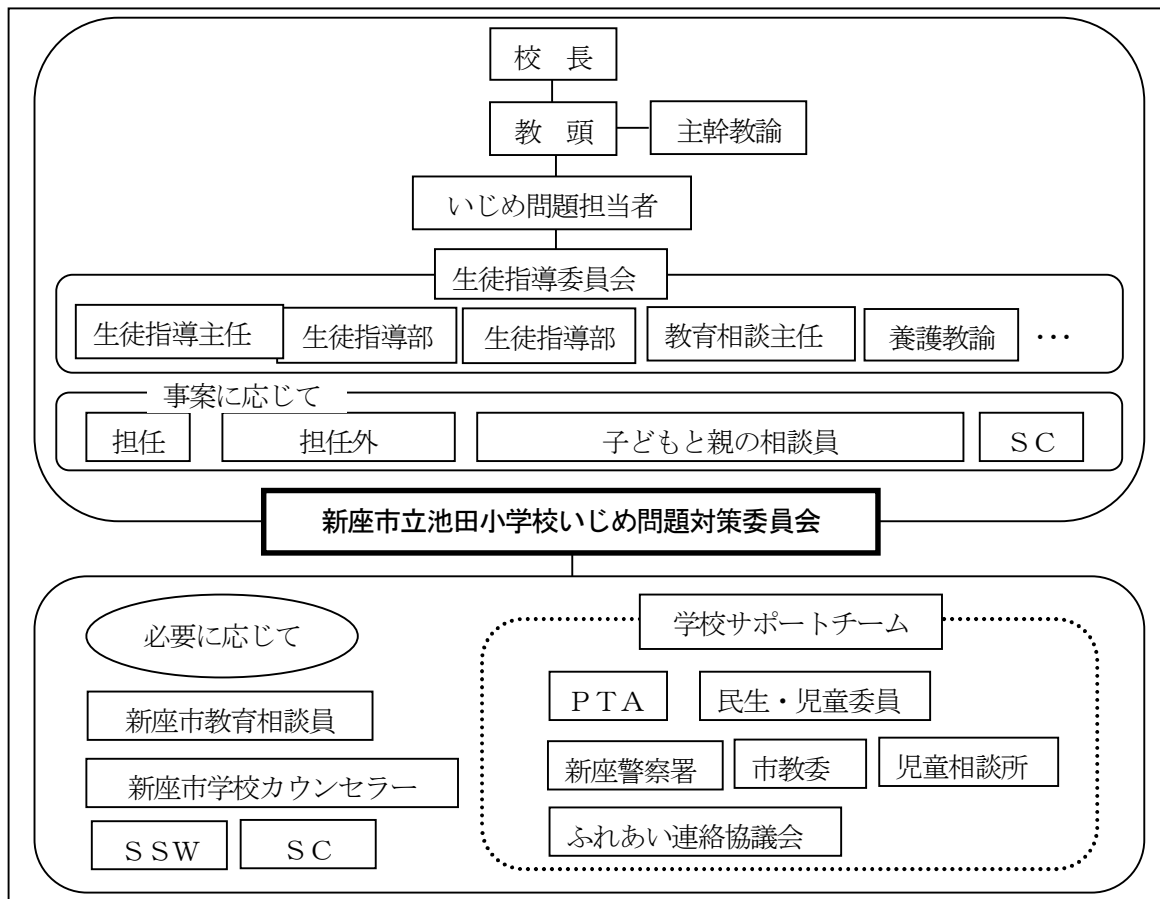 校　長
教　頭
主幹教諭
いじめ問題担当者
生徒指導委員会
生徒指導主任
生徒指導部
生徒指導部
教育相談主任
養護教諭
…
事案に応じて
担任
担任外
子どもと親の相談員
ＳＣ
新座市立池田小学校いじめ問題対策委員会
必要に応じて
新座市教育相談員
新座市学校カウンセラー
ＳＳＷ
ＳＣ
学校サポートチーム
ＰＴＡ
民生・児童委員
新座警察署
市教委
児童相談所
ふれあい連絡協議会